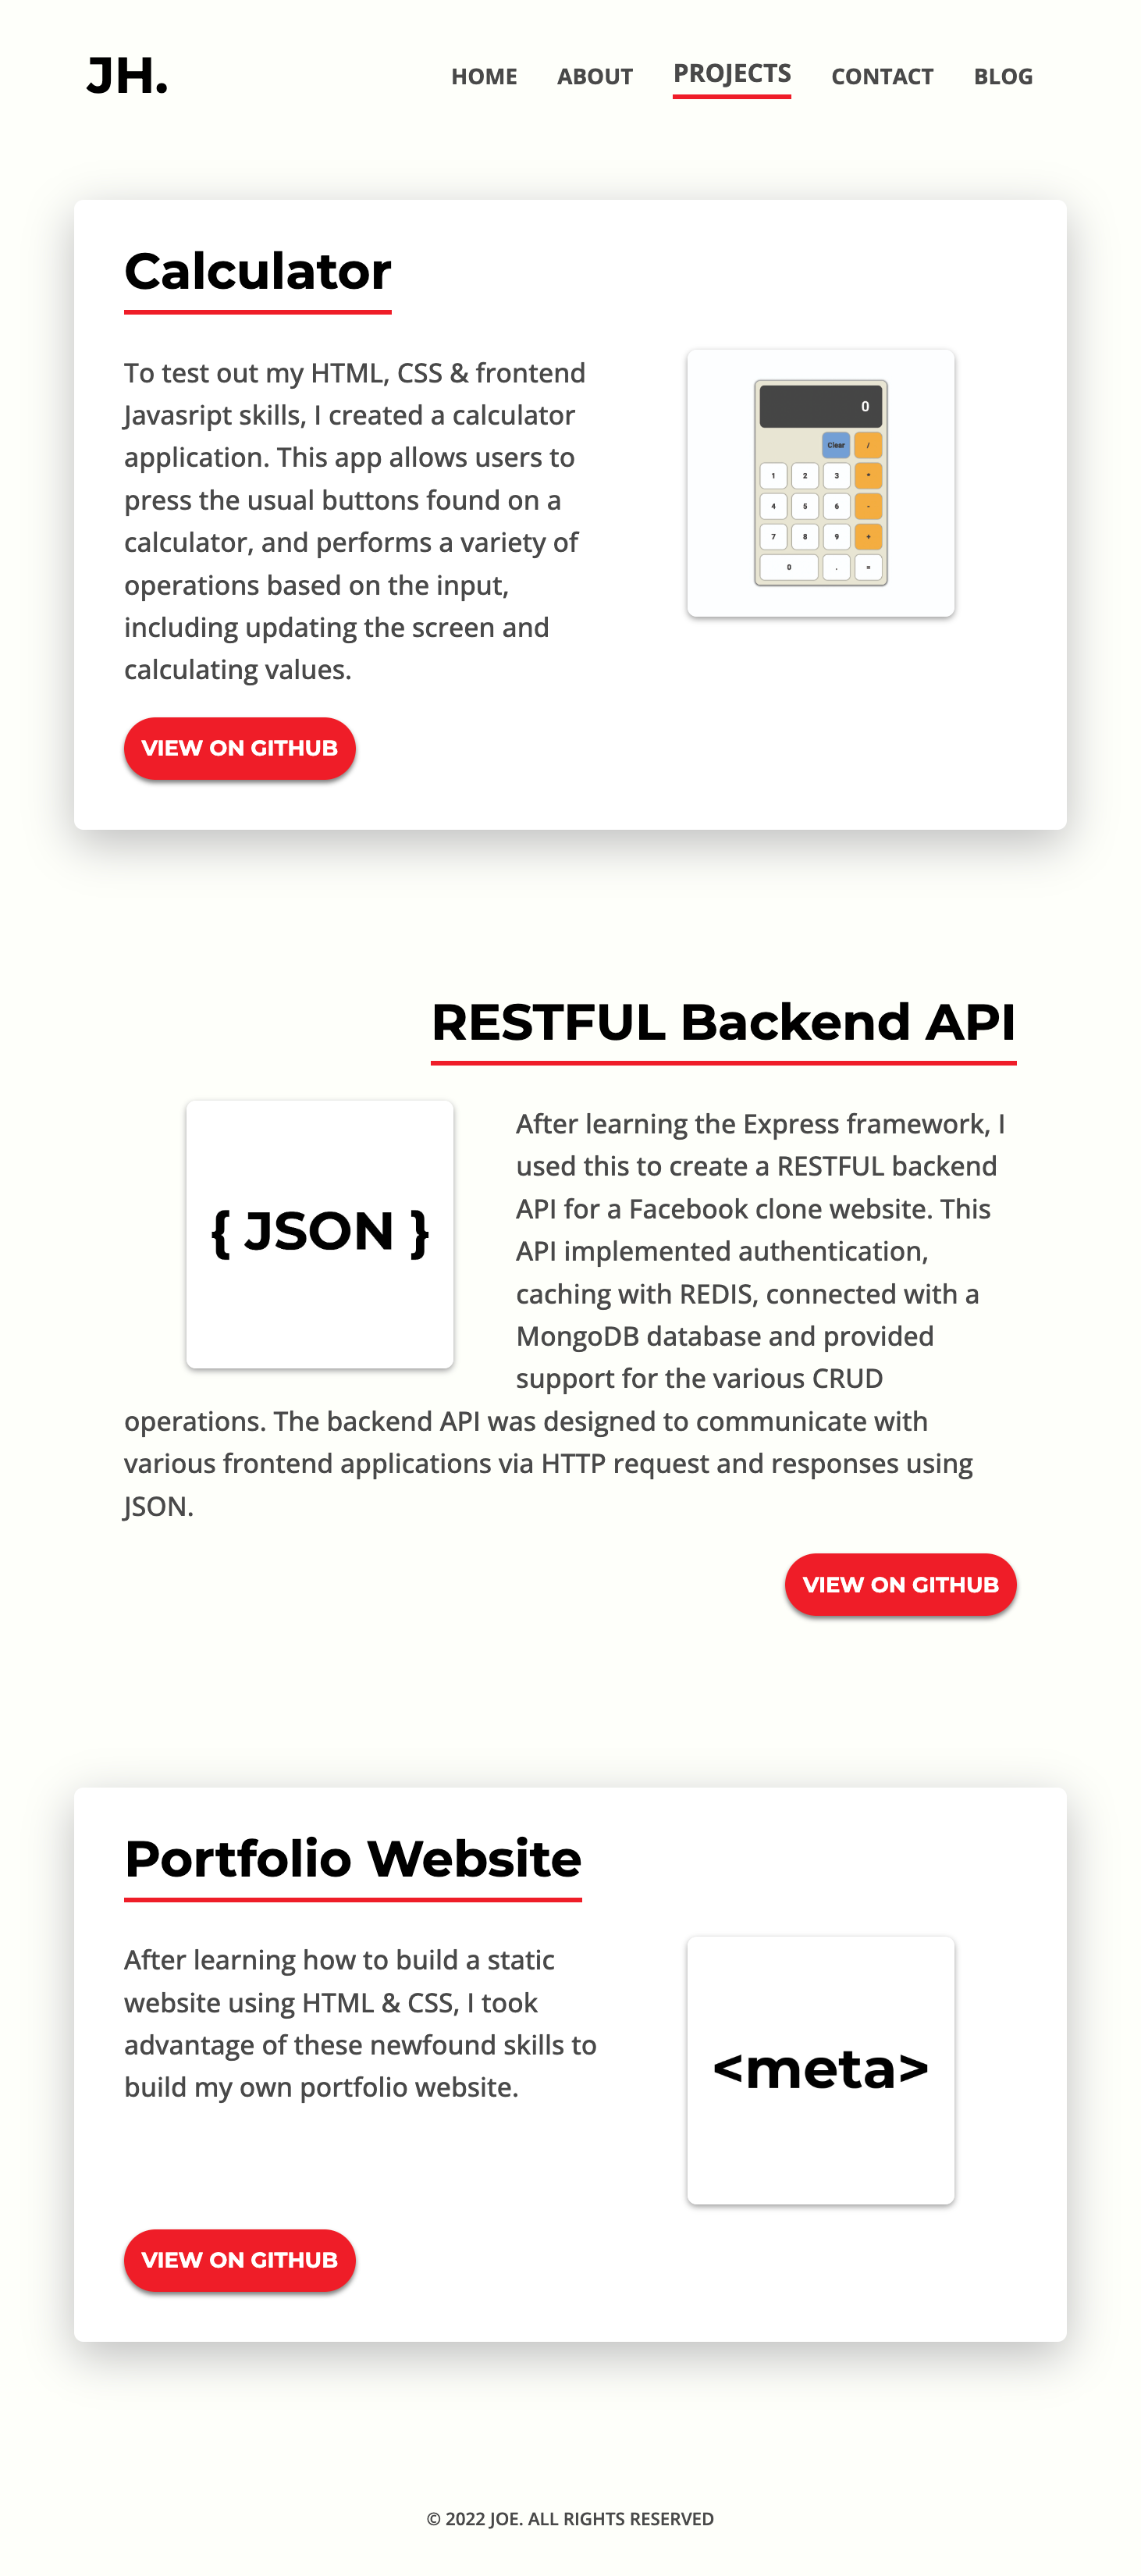 JH.
HOME ABOUT PROJECTS CONTACT BLOG
Calculator
To test out my HTML, CSS & frontend
Javasript skills, I created a calculator
application. This app allows users to
press the usual buttons found on a
calculator, and performs a variety of
operations based on the input,
including updating the screen and
calculating values.
0
Clear /
1 2 3 *
4 5 6 -
7 8 9 +
0 . =
VIEW ON GITHUB
RESTFUL Backend API
{ JSON }
After learning the Express framework, I
used this to create a RESTFUL backend
API for a Facebook clone website. This
API implemented authentication,
caching with REDIS, connected with a
MongoDB database and provided
support for the various CRUD
operations. The backend API was designed to communicate with
various frontend applications via HTTP request and responses using
JSON.
VIEW ON GITHUB
Portfolio Website
After learning how to build a static
website using HTML & CSS, I took
advantage of these newfound skills to
build my own portfolio website.
<meta>
VIEW ON GITHUB
© 2022 JOE. ALL RIGHTS RESERVED